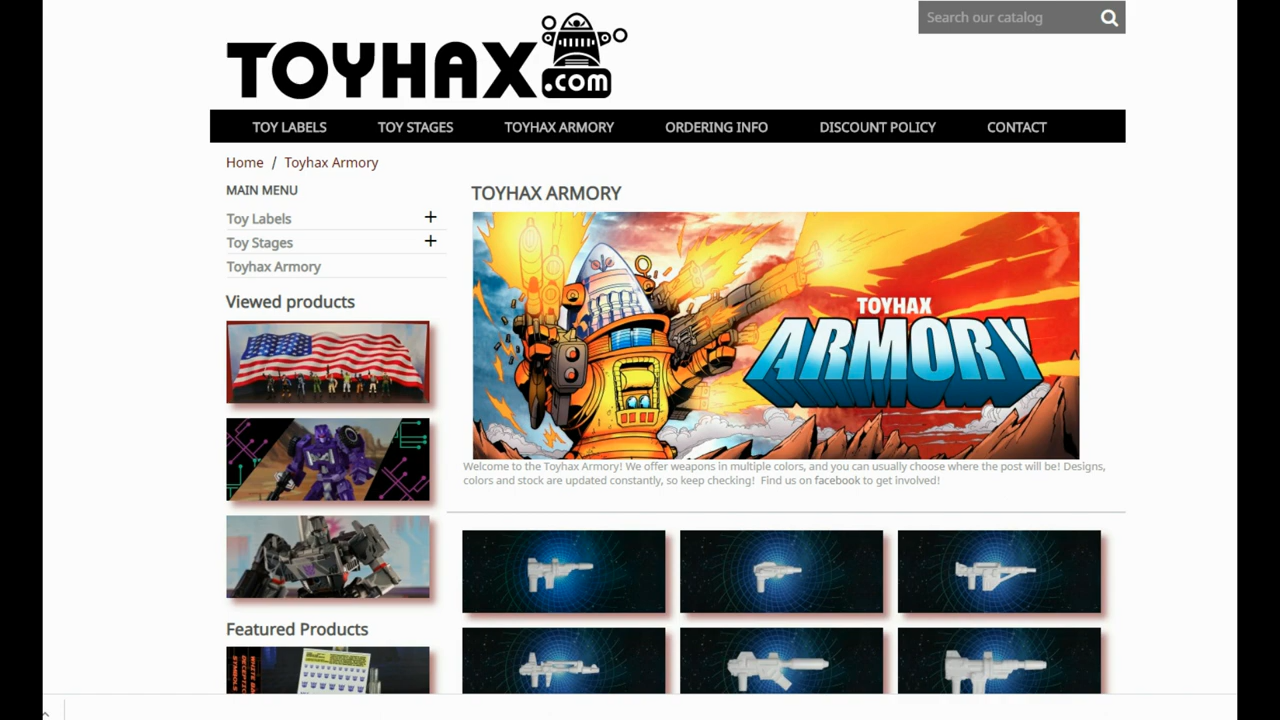 Search our catalog
TOYHAX
.com
TOY LABELS TOY STAGES TOYHAX ARMORY ORDERING INFO DISCOUNT POLICY CONTACT
Home / Toyhax Armory
MAIN MENU
Toy Labels +
Toy Stages +
Toyhax Armory
Viewed products
Featured Products
TOYHAX ARMORY
TOYHAX
ARMORY
Welcome to the Toyhax Armory! We offer weapons in multiple colors, and you can usually choose where the post will be! Designs,
colors and stock are updated constantly, so keep checking! Find us on facebook to get involved!